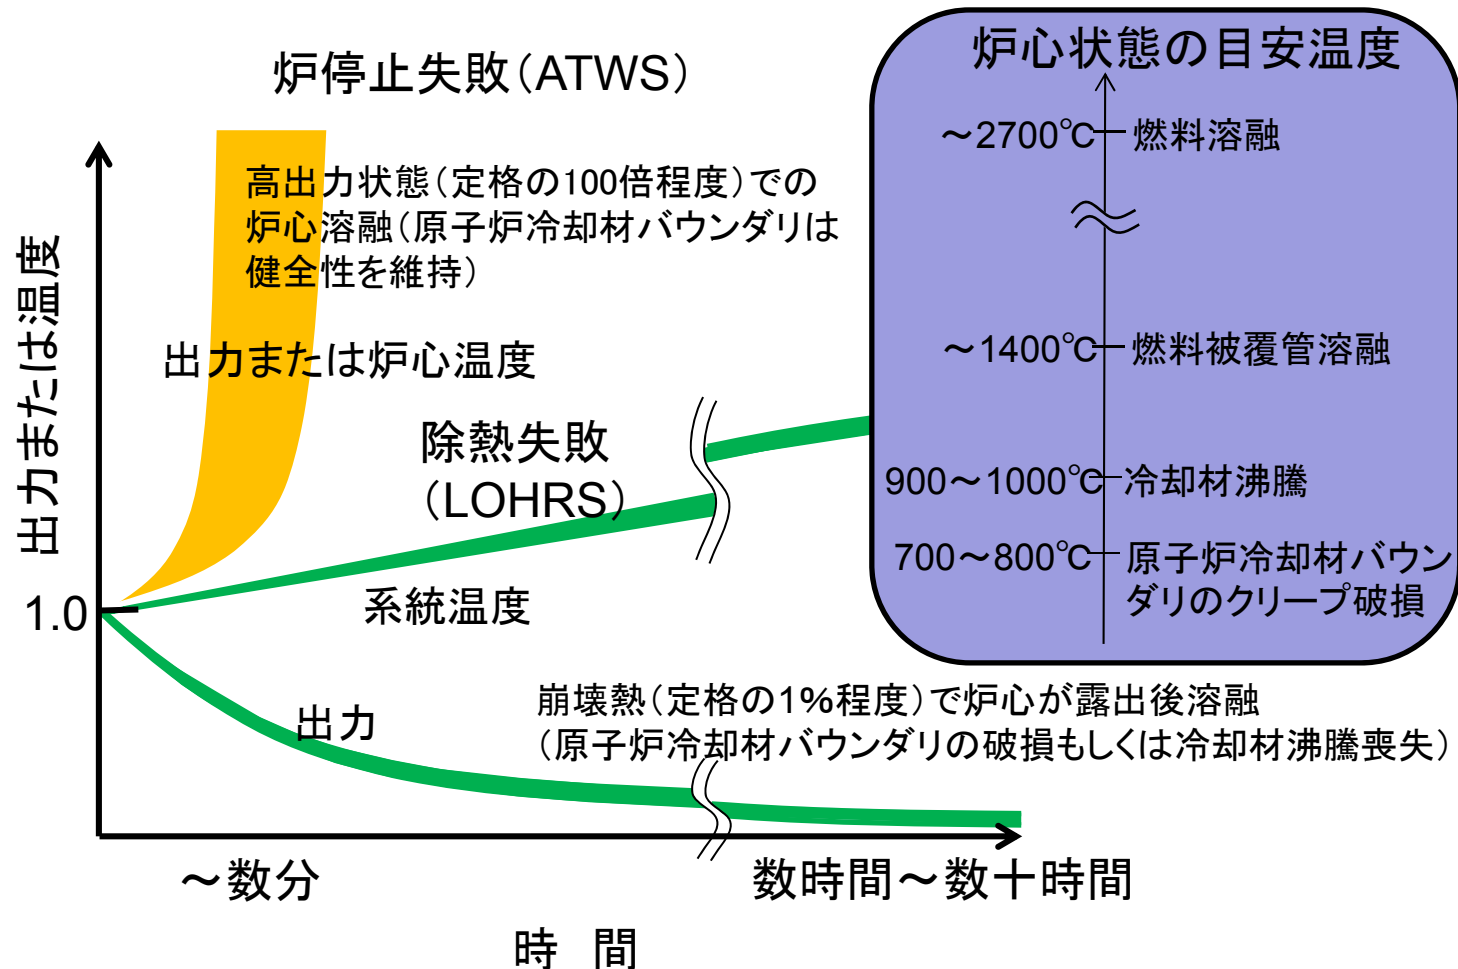 炉停止失敗（ATWS）
高出力状態（定格の100倍程度）での
炉心溶融（原子炉冷却材バウンダリは
健全性を維持）
出力または炉心温度
除熱失敗
（LOHRS）
系統温度
出力
出力または温度
1.0
崩壊熱（定格の1%程度）で炉心が露出後溶融
（原子炉冷却材バウンダリの破損もしくは冷却材沸騰喪失）
～数分
数時間～数十時間
時　間
炉心状態の目安温度
～2700℃ 燃料溶融
～1400℃ 燃料被覆管溶融
900～1000℃ 冷却材沸騰
700～800℃ 原子炉冷却材バウン
ダリのクリープ破損